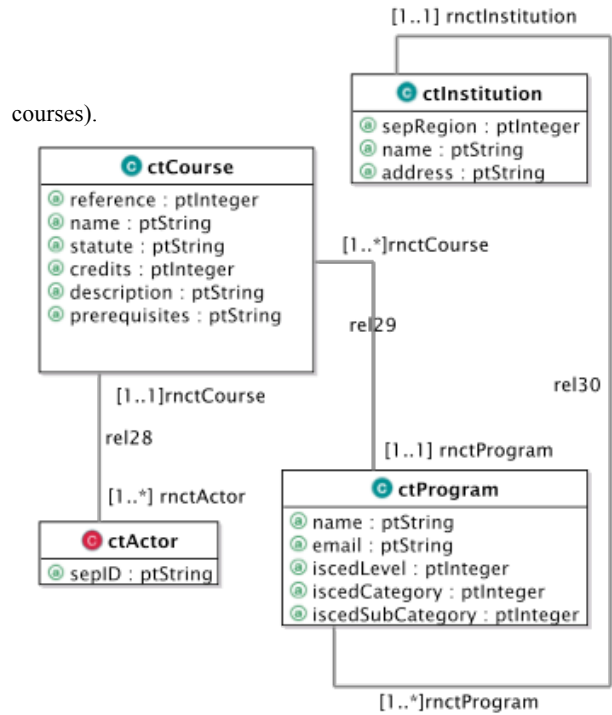 [1..1] rnctInstitution
C ctInstitution
a sepRegion : ptInteger
a name : ptString
a address : ptString
courses).
C ctCourse
a reference : ptInteger
a name : ptString
a statute : ptString
a credits : ptInteger
a description : ptString
a prerequisites : ptString
[1..*]rnctCourse
rel29
rel30
[1..1]rnctCourse
rel28
[1..1] rnctProgram
[1..*] rnctActor
C ctActor
a sepID : ptString
C ctProgram
a name : ptString
a email : ptString
a iscedLevel : ptInteger
a iscedCategory : ptInteger
a iscedSubCategory : ptInteger
[1..*]rnctProgram